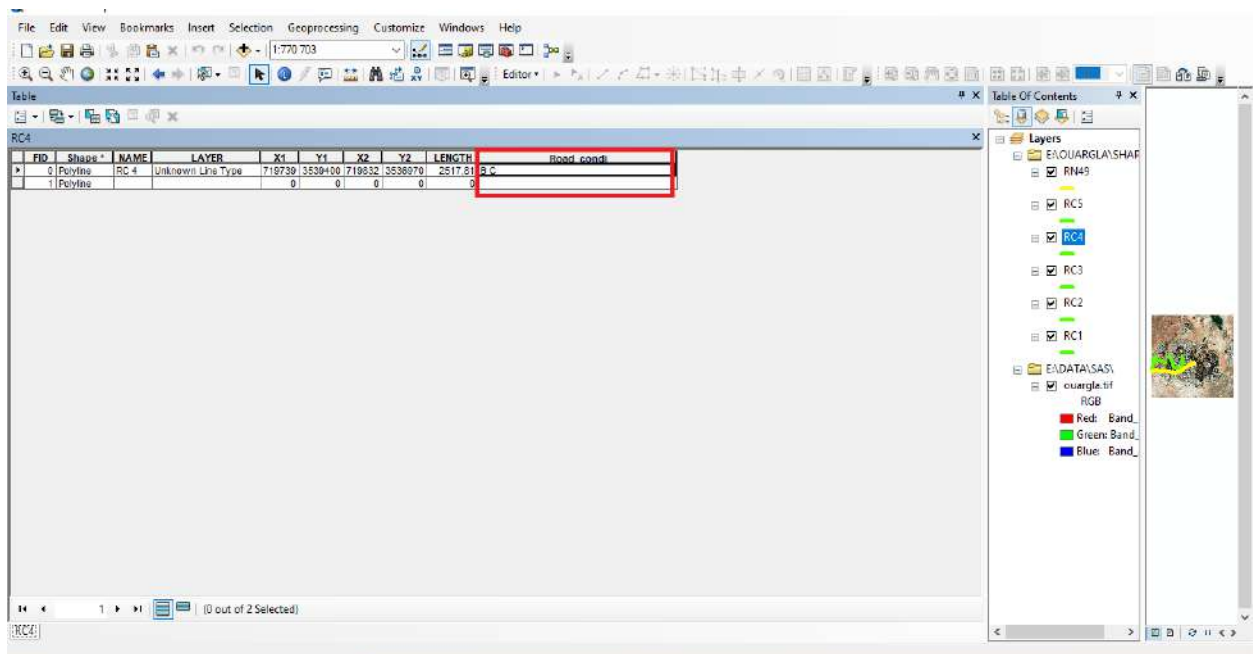 File Edit View Bookmarks Insert Selection Geoprocessing Customize Windows Help
1:770 703
Editor
Table
Table Of Contents
RC4
FID Shape * NAME LAYER X1 Y1 X2 Y2 LENGTH Road condi
0 Polyline RC 4 Unknown Line Type 719739 3539400 719832 3536970 2517,81 B C
1 Polyline 0 0 0 0 0
Layers
E:\OUARGLA\SHAP
RN49
RC5
RC4
RC3
RC2
RC1
E:\DATA\SAS\
ouargla.tif
RGB
Red: Band_
Green: Band_
Blue: Band_
1 (0 out of 2 Selected)
RC4